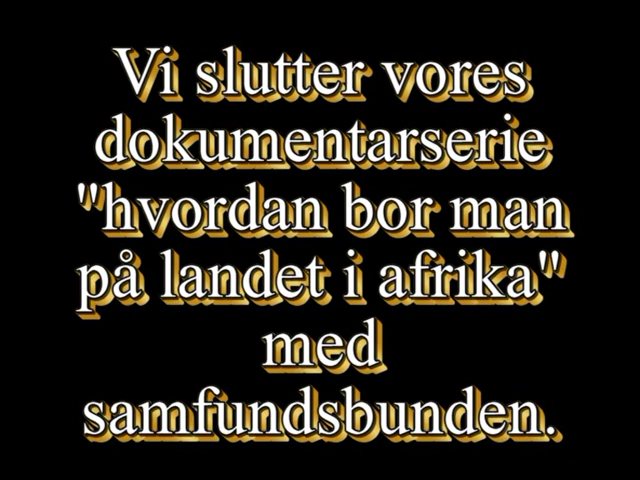 Vi slutter vores
dokumentarserie
"hvordan bor man
på landet i afrika"
med
samfundsbunden.